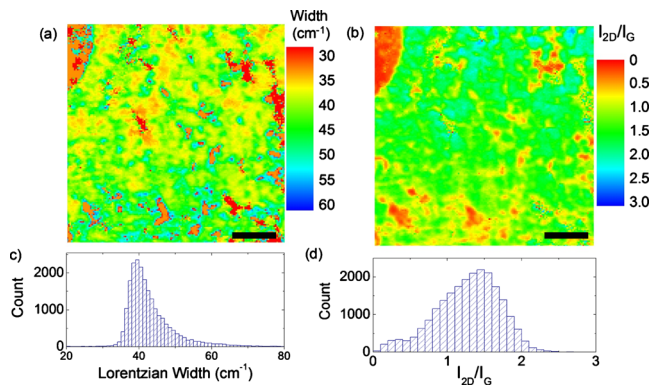 (a)
Width
(cm-1)
30
35
40
45
50
55
60
(b)
I2D/IG
0
0.5
1.0
1.5
2.0
2.5
3.0
c)
Count
2000
1000
0
20 40 60 80
Lorentzian Width (cm-1)
(d)
Count
2000
1000
0
0 1 2 3
I2D/IG